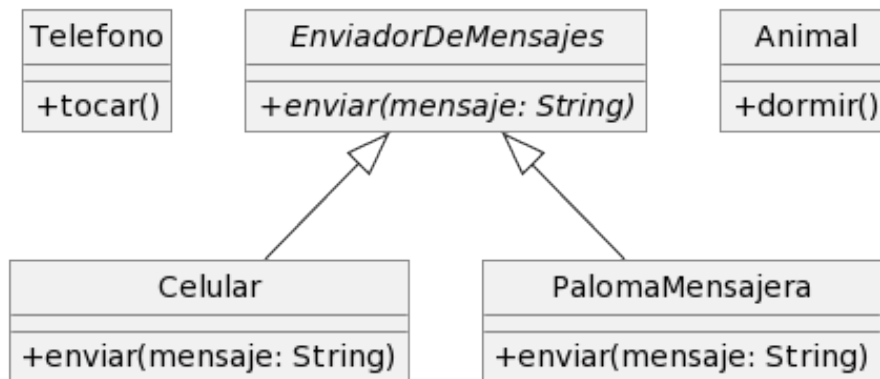 Telefono
+tocar()
EnviadorDeMensajes
+enviar(mensaje: String)
Animal
+dormir()
Celular
+enviar(mensaje: String)
PalomaMensajera
+enviar(mensaje: String)